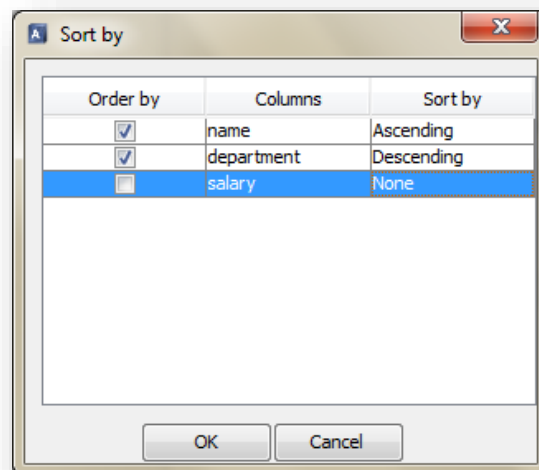 Sort by
Order by Columns Sort by
name Ascending
department Descending
salary None
OK Cancel